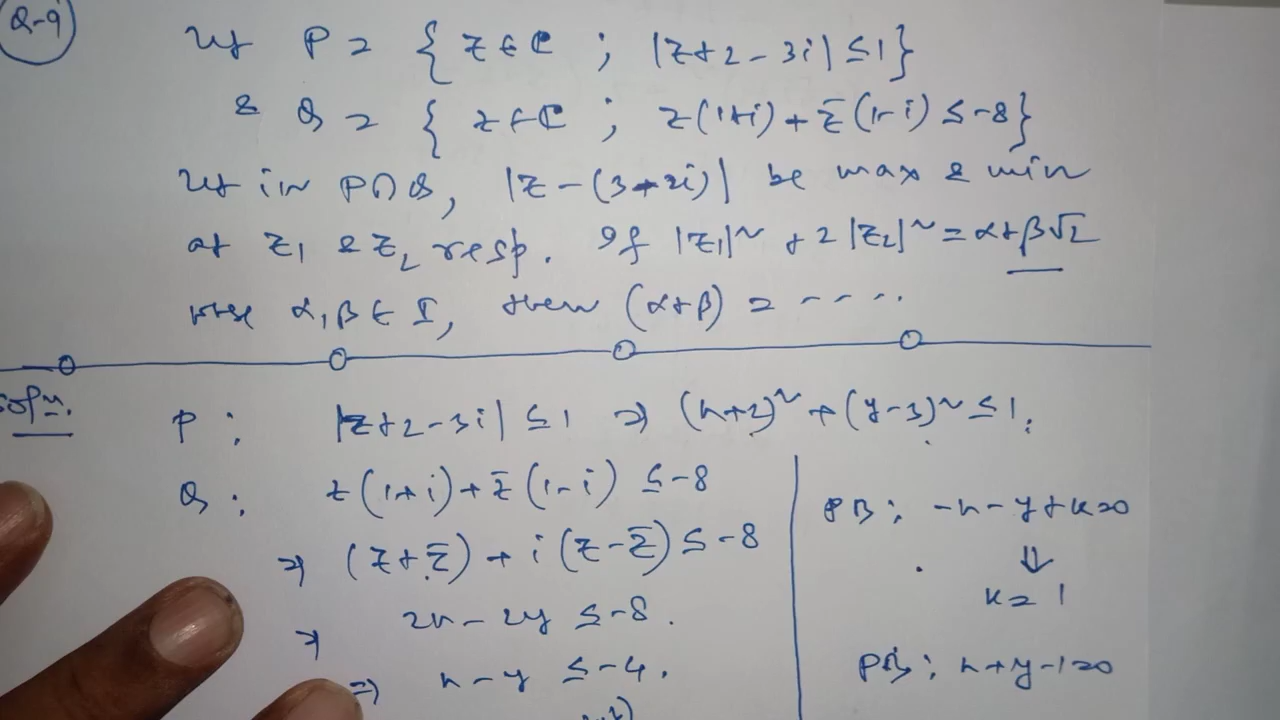 Q-9
Let P = { z ∈ ℂ ; |z+2-3i| ≤ 1}
& Q = { z ∈ ℂ ; z(1+i) + z̄(1-i) ≤ -8}
Let in P∩Q, |z-(3-2i)| be max & min
at z₁ & z₂ resp. If |z₁|² + 2|z₂|² = α+β√2
where α, β ∈ I, then (α+β) = ----.
Soln.
P : |z+2-3i| ≤ 1 ⇒ (x+2)² + (y-3)² ≤ 1.
Q : z(1+i) + z̄(1-i) ≤ -8
⇒ (z+z̄) + i(z-z̄) ≤ -8
⇒ 2x - 2y ≤ -8.
⇒ x - y ≤ -4.
PB : -x-y+k=0
⇓
k = 1
PB : x+y-1=0